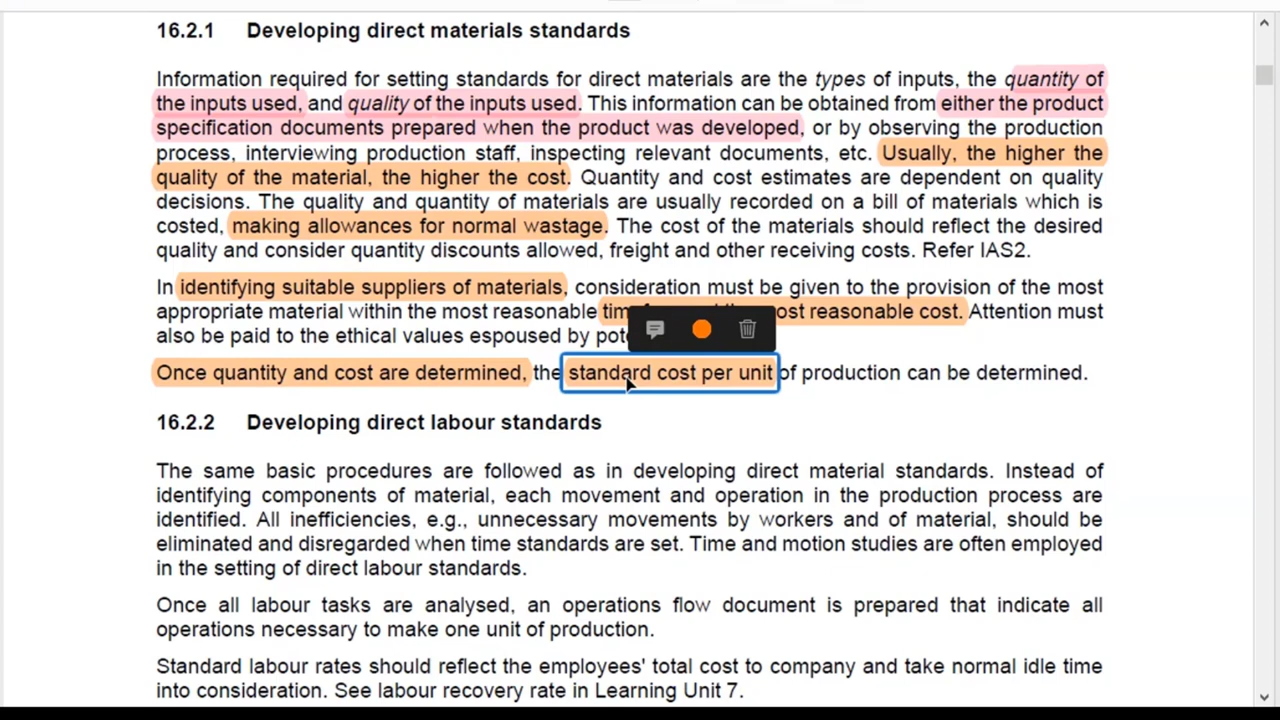 16.2.1 Developing direct materials standards
Information required for setting standards for direct materials are the types of inputs, the quantity of
the inputs used, and quality of the inputs used. This information can be obtained from either the product
specification documents prepared when the product was developed, or by observing the production
process, interviewing production staff, inspecting relevant documents, etc. Usually, the higher the
quality of the material, the higher the cost. Quantity and cost estimates are dependent on quality
decisions. The quality and quantity of materials are usually recorded on a bill of materials which is
costed, making allowances for normal wastage. The cost of the materials should reflect the desired
quality and consider quantity discounts allowed, freight and other receiving costs. Refer IAS2.
In identifying suitable suppliers of materials, consideration must be given to the provision of the most
appropriate material within the most reasonable reasonable cost. Attention must
also be paid to the ethical values espoused by
Once quantity and cost are determined, the standard cost per unit of production can be determined.
16.2.2 Developing direct labour standards
The same basic procedures are followed as in developing direct material standards. Instead of
identifying components of material, each movement and operation in the production process are
identified. All inefficiencies, e.g., unnecessary movements by workers and of material, should be
eliminated and disregarded when time standards are set. Time and motion studies are often employed
in the setting of direct labour standards.
Once all labour tasks are analysed, an operations flow document is prepared that indicate all
operations necessary to make one unit of production.
Standard labour rates should reflect the employees' total cost to company and take normal idle time
into consideration. See labour recovery rate in Learning Unit 7.